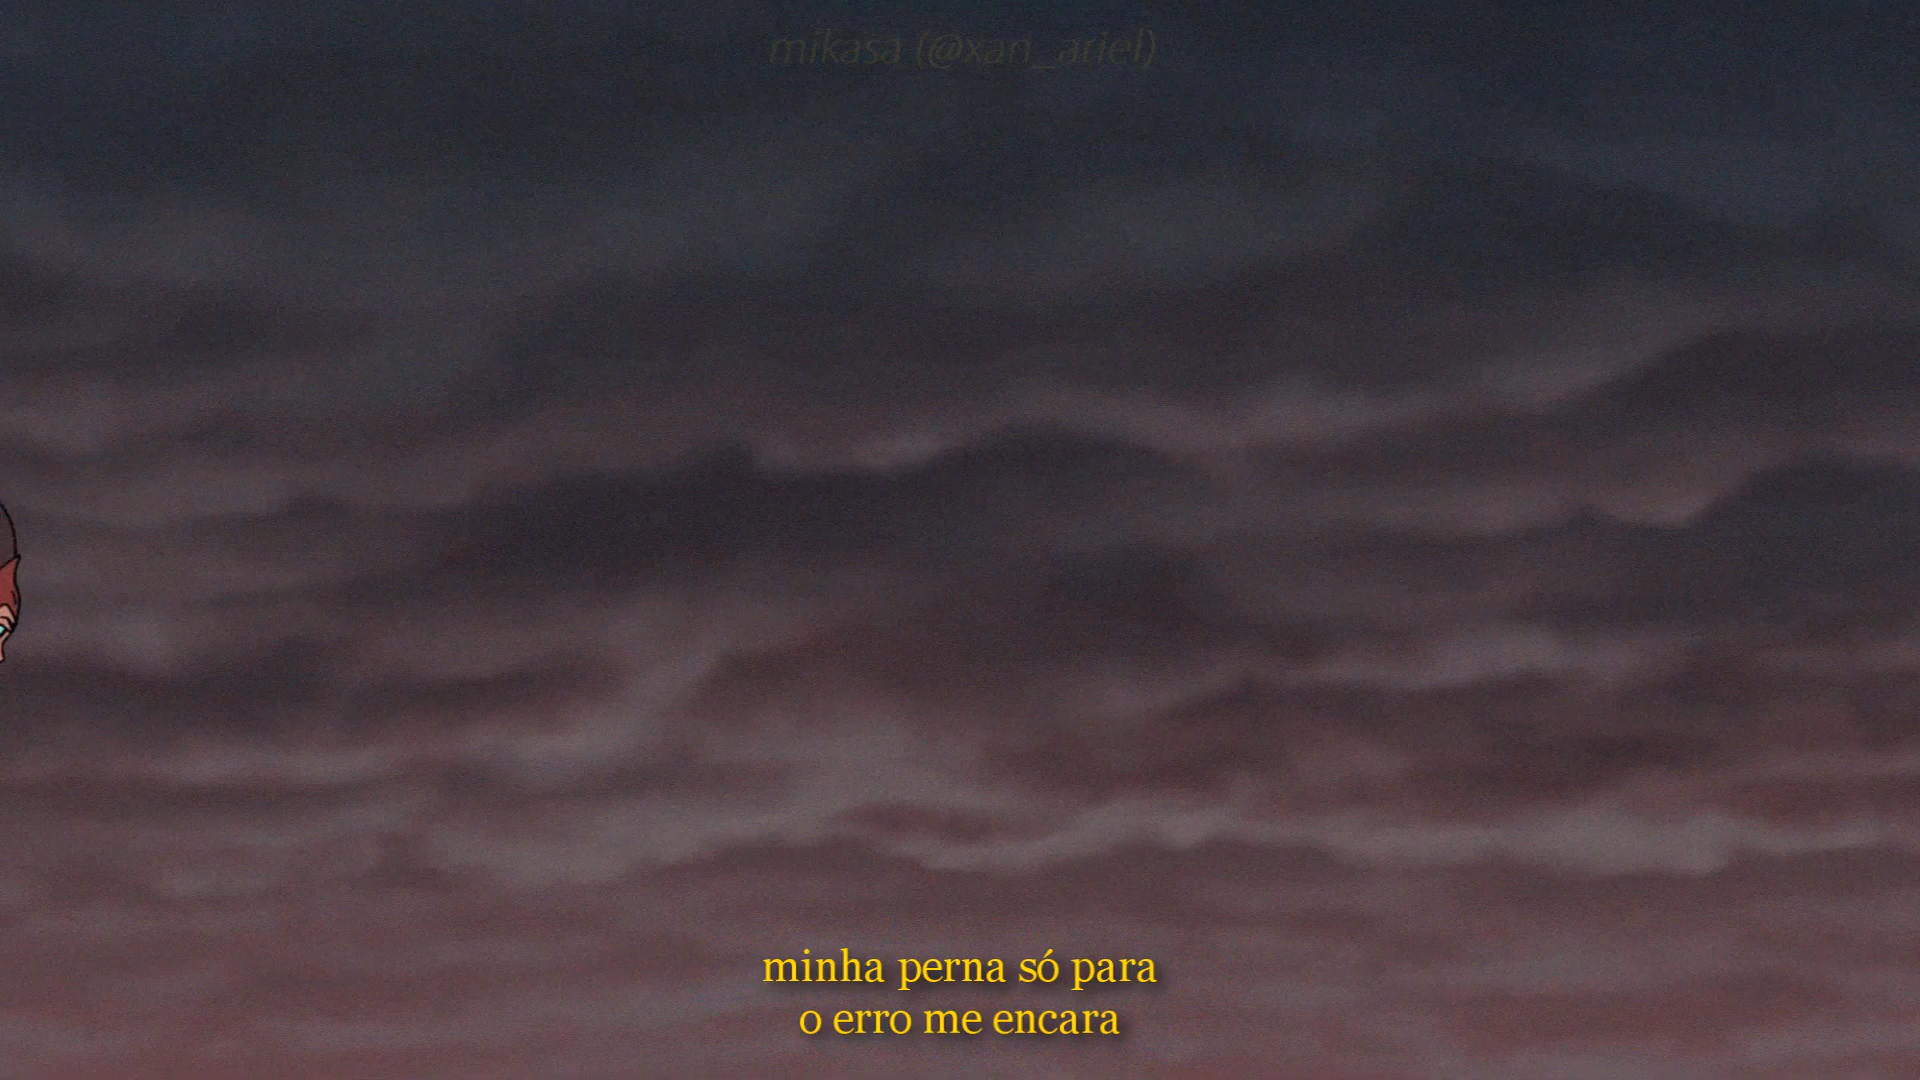 mikasa (@xan_ariel)
minha perna só para
o erro me encara